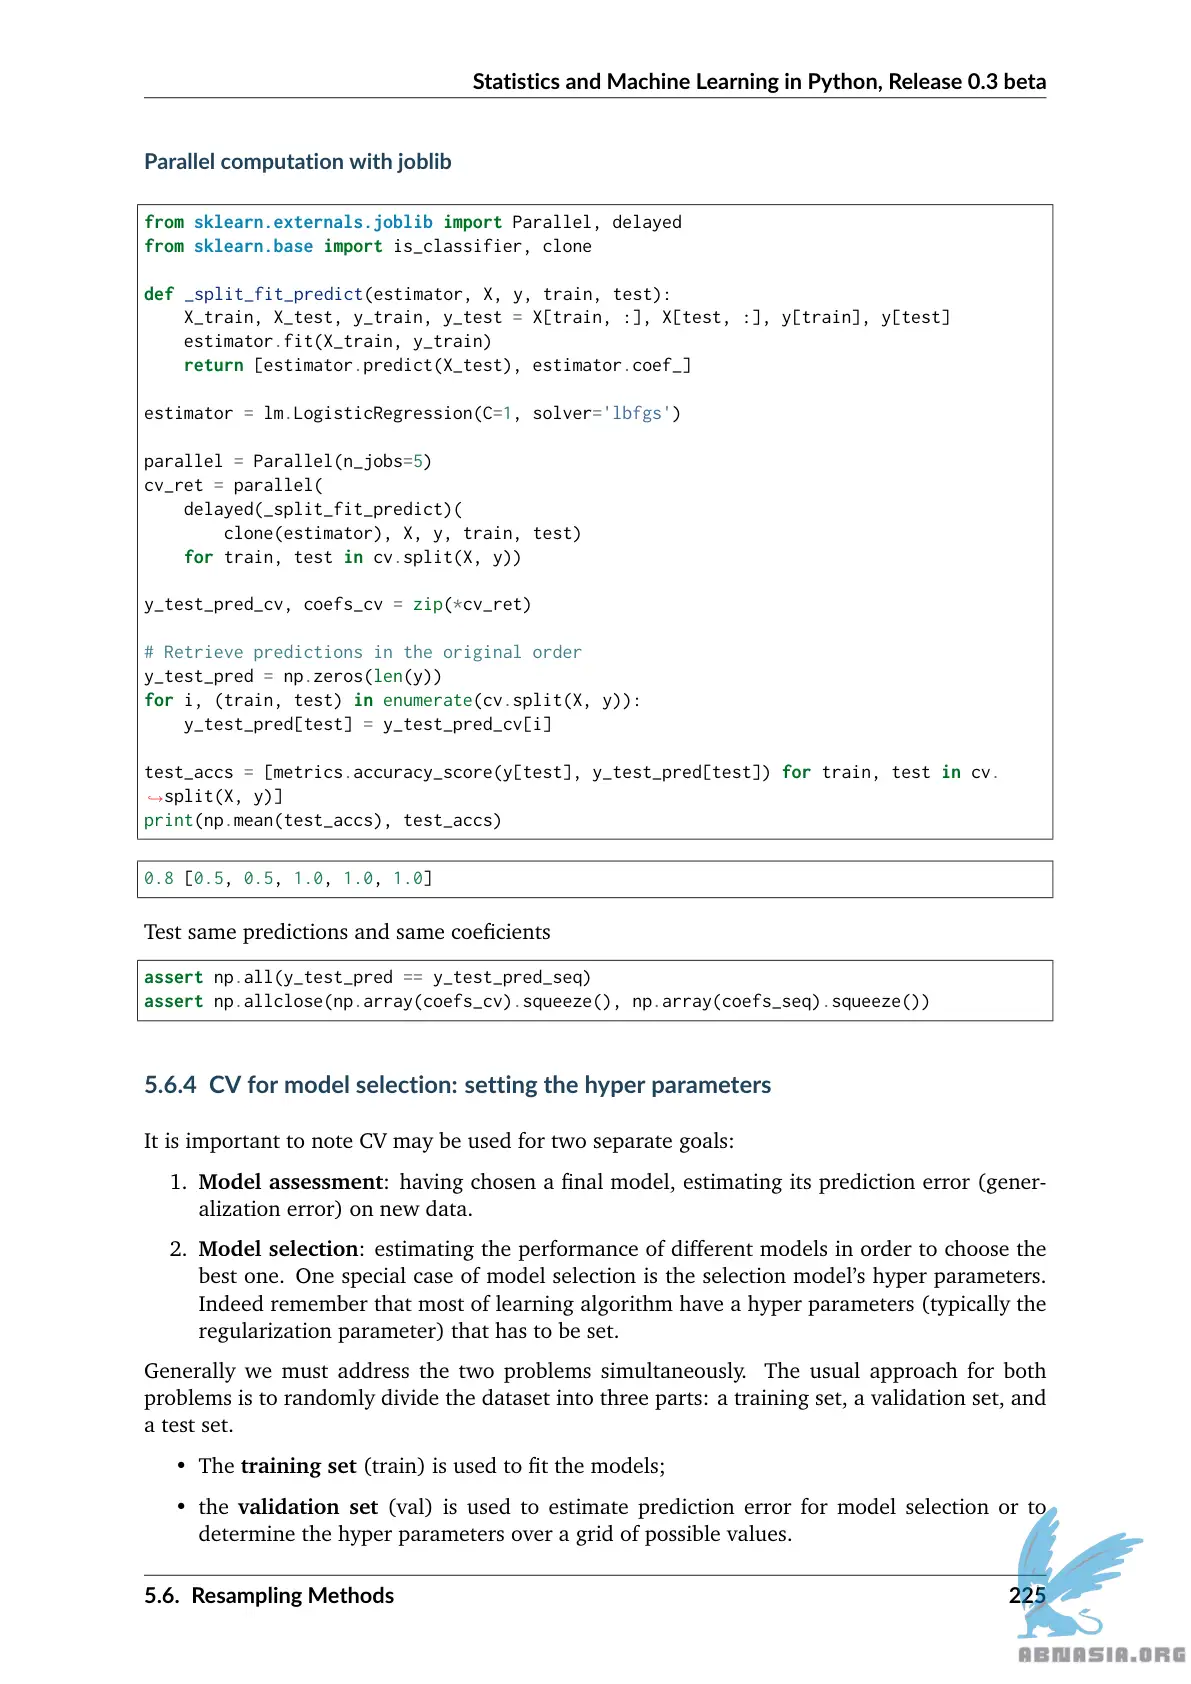 Statistics and Machine Learning in Python, Release 0.3 beta
Parallel computation with joblib
from sklearn.externals.joblib import Parallel, delayed
from sklearn.base import is_classifier, clone
def _split_fit_predict(estimator, X, y, train, test):
    X_train, X_test, y_train, y_test = X[train, :], X[test, :], y[train], y[test]
    estimator.fit(X_train, y_train)
    return [estimator.predict(X_test), estimator.coef_]
estimator = lm.LogisticRegression(C=1, solver='lbfgs')
parallel = Parallel(n_jobs=5)
cv_ret = parallel(
    delayed(_split_fit_predict)(
        clone(estimator), X, y, train, test)
    for train, test in cv.split(X, y))
y_test_pred_cv, coefs_cv = zip(*cv_ret)
# Retrieve predictions in the original order
y_test_pred = np.zeros(len(y))
for i, (train, test) in enumerate(cv.split(X, y)):
    y_test_pred[test] = y_test_pred_cv[i]
test_accs = [metrics.accuracy_score(y[test], y_test_pred[test]) for train, test in cv.
↪split(X, y)]
print(np.mean(test_accs), test_accs)
0.8 [0.5, 0.5, 1.0, 1.0, 1.0]
Test same predictions and same coeficients
assert np.all(y_test_pred == y_test_pred_seq)
assert np.allclose(np.array(coefs_cv).squeeze(), np.array(coefs_seq).squeeze())
5.6.4 CV for model selection: setting the hyper parameters
It is important to note CV may be used for two separate goals:
1. Model assessment: having chosen a final model, estimating its prediction error (gener-
alization error) on new data.
2. Model selection: estimating the performance of different models in order to choose the
best one. One special case of model selection is the selection model's hyper parameters.
Indeed remember that most of learning algorithm have a hyper parameters (typically the
regularization parameter) that has to be set.
Generally we must address the two problems simultaneously. The usual approach for both
problems is to randomly divide the dataset into three parts: a training set, a validation set, and
a test set.
• The training set (train) is used to fit the models;
• the validation set (val) is used to estimate prediction error for model selection or to
determine the hyper parameters over a grid of possible values.
5.6. Resampling Methods 225
ABNASIA.ORG